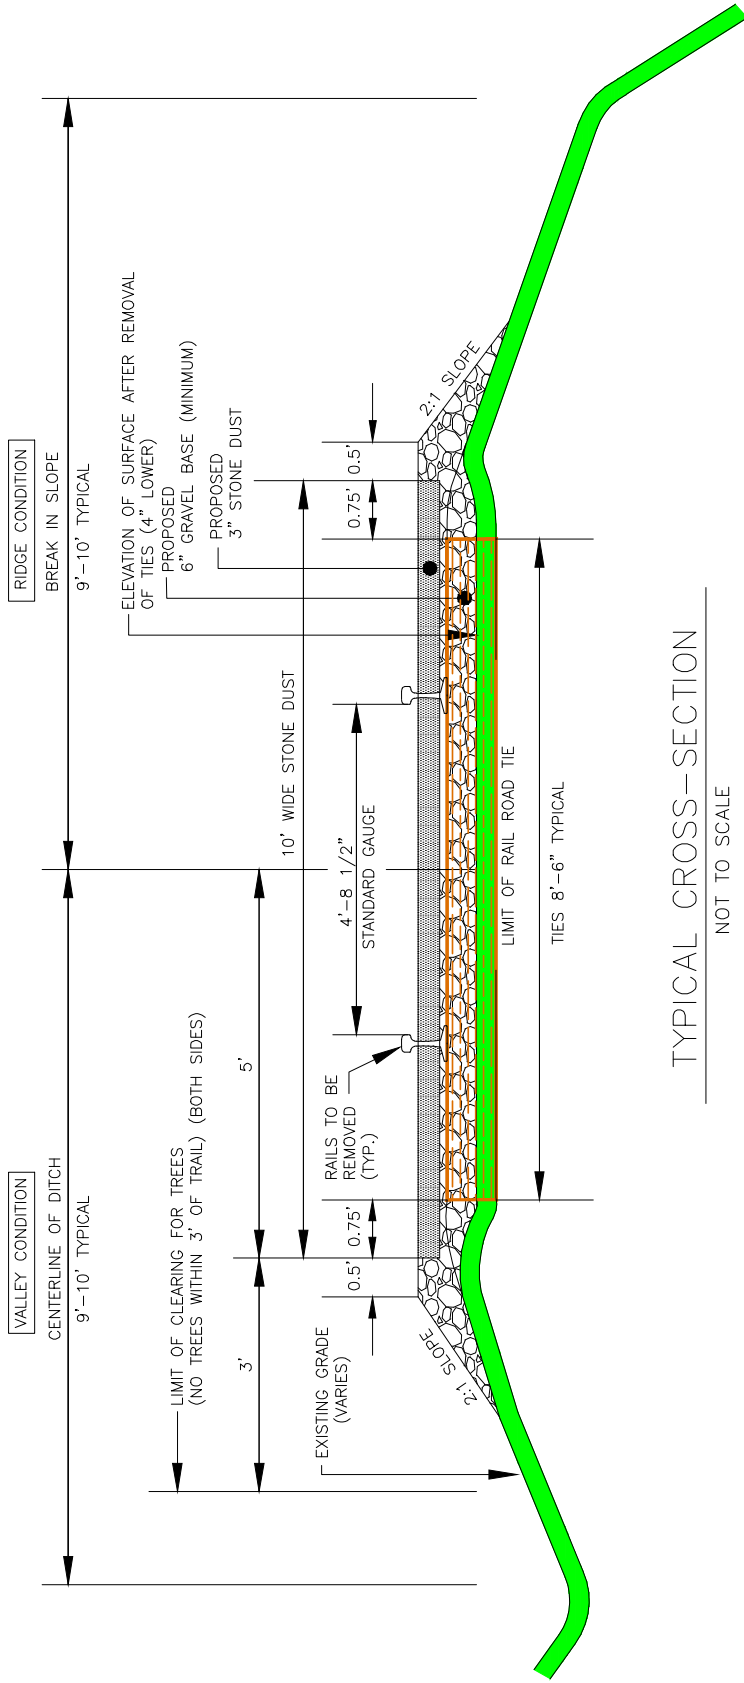 VALLEY CONDITION
CENTERLINE OF DITCH
9'-10' TYPICAL
RIDGE CONDITION
BREAK IN SLOPE
9'-10' TYPICAL
LIMIT OF CLEARING FOR TREES
(NO TREES WITHIN 3' OF TRAIL) (BOTH SIDES)
3'
5'
ELEVATION OF SURFACE AFTER REMOVAL
OF TIES (4" LOWER)
PROPOSED
6" GRAVEL BASE (MINIMUM)
PROPOSED
3" STONE DUST
10' WIDE STONE DUST
EXISTING GRADE
(VARIES)
RAILS TO BE
REMOVED
(TYP.)
4'-8 1/2"
STANDARD GAUGE
0.5'
0.75'
0.75'
0.5'
2:1 SLOPE
2:1 SLOPE
LIMIT OF RAIL ROAD TIE
TIES 8'-6" TYPICAL
TYPICAL CROSS-SECTION
NOT TO SCALE